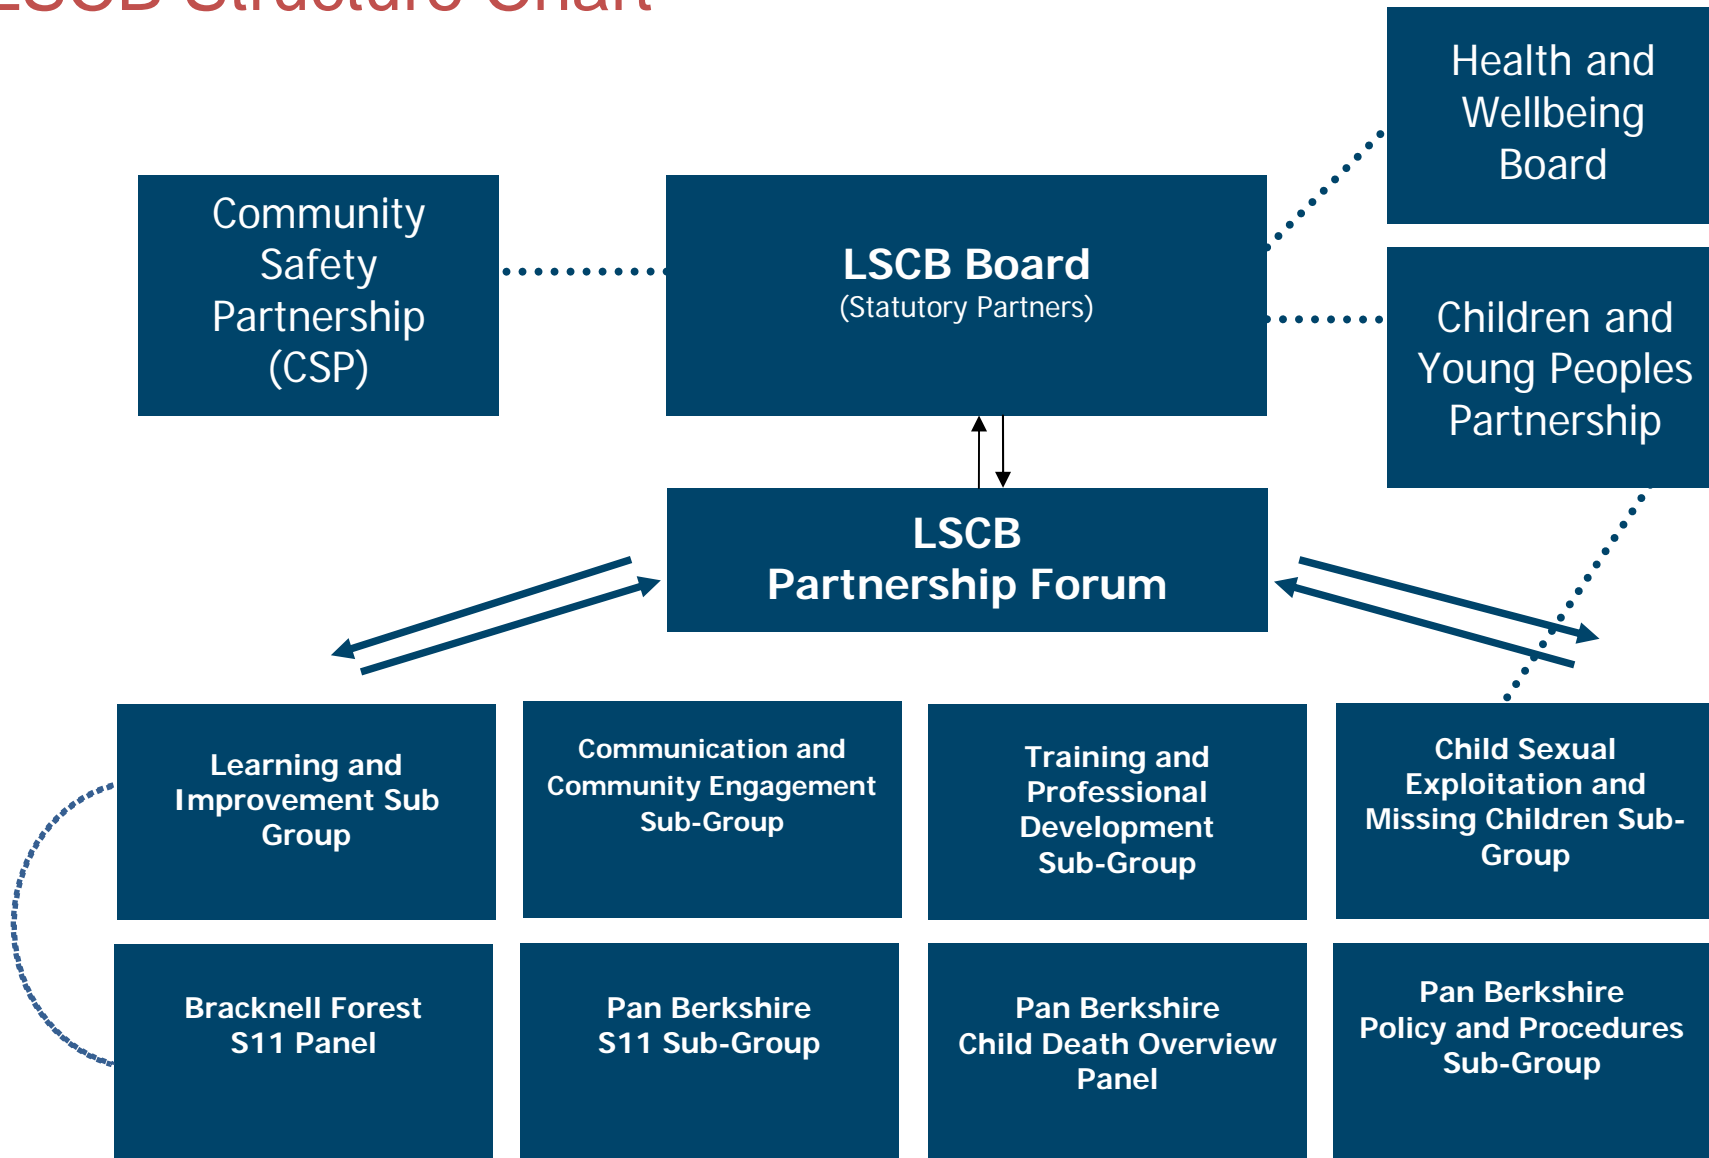 LSCB Structure Chart
Health and
Wellbeing
Board
Community
Safety
Partnership
(CSP)
LSCB Board
(Statutory Partners)
Children and
Young Peoples
Partnership
LSCB
Partnership Forum
Learning and
Improvement Sub
Group
Communication and
Community Engagement
Sub-Group
Training and
Professional
Development
Sub-Group
Child Sexual
Exploitation and
Missing Children Sub-
Group
Bracknell Forest
S11 Panel
Pan Berkshire
S11 Sub-Group
Pan Berkshire
Child Death Overview
Panel
Pan Berkshire
Policy and Procedures
Sub-Group